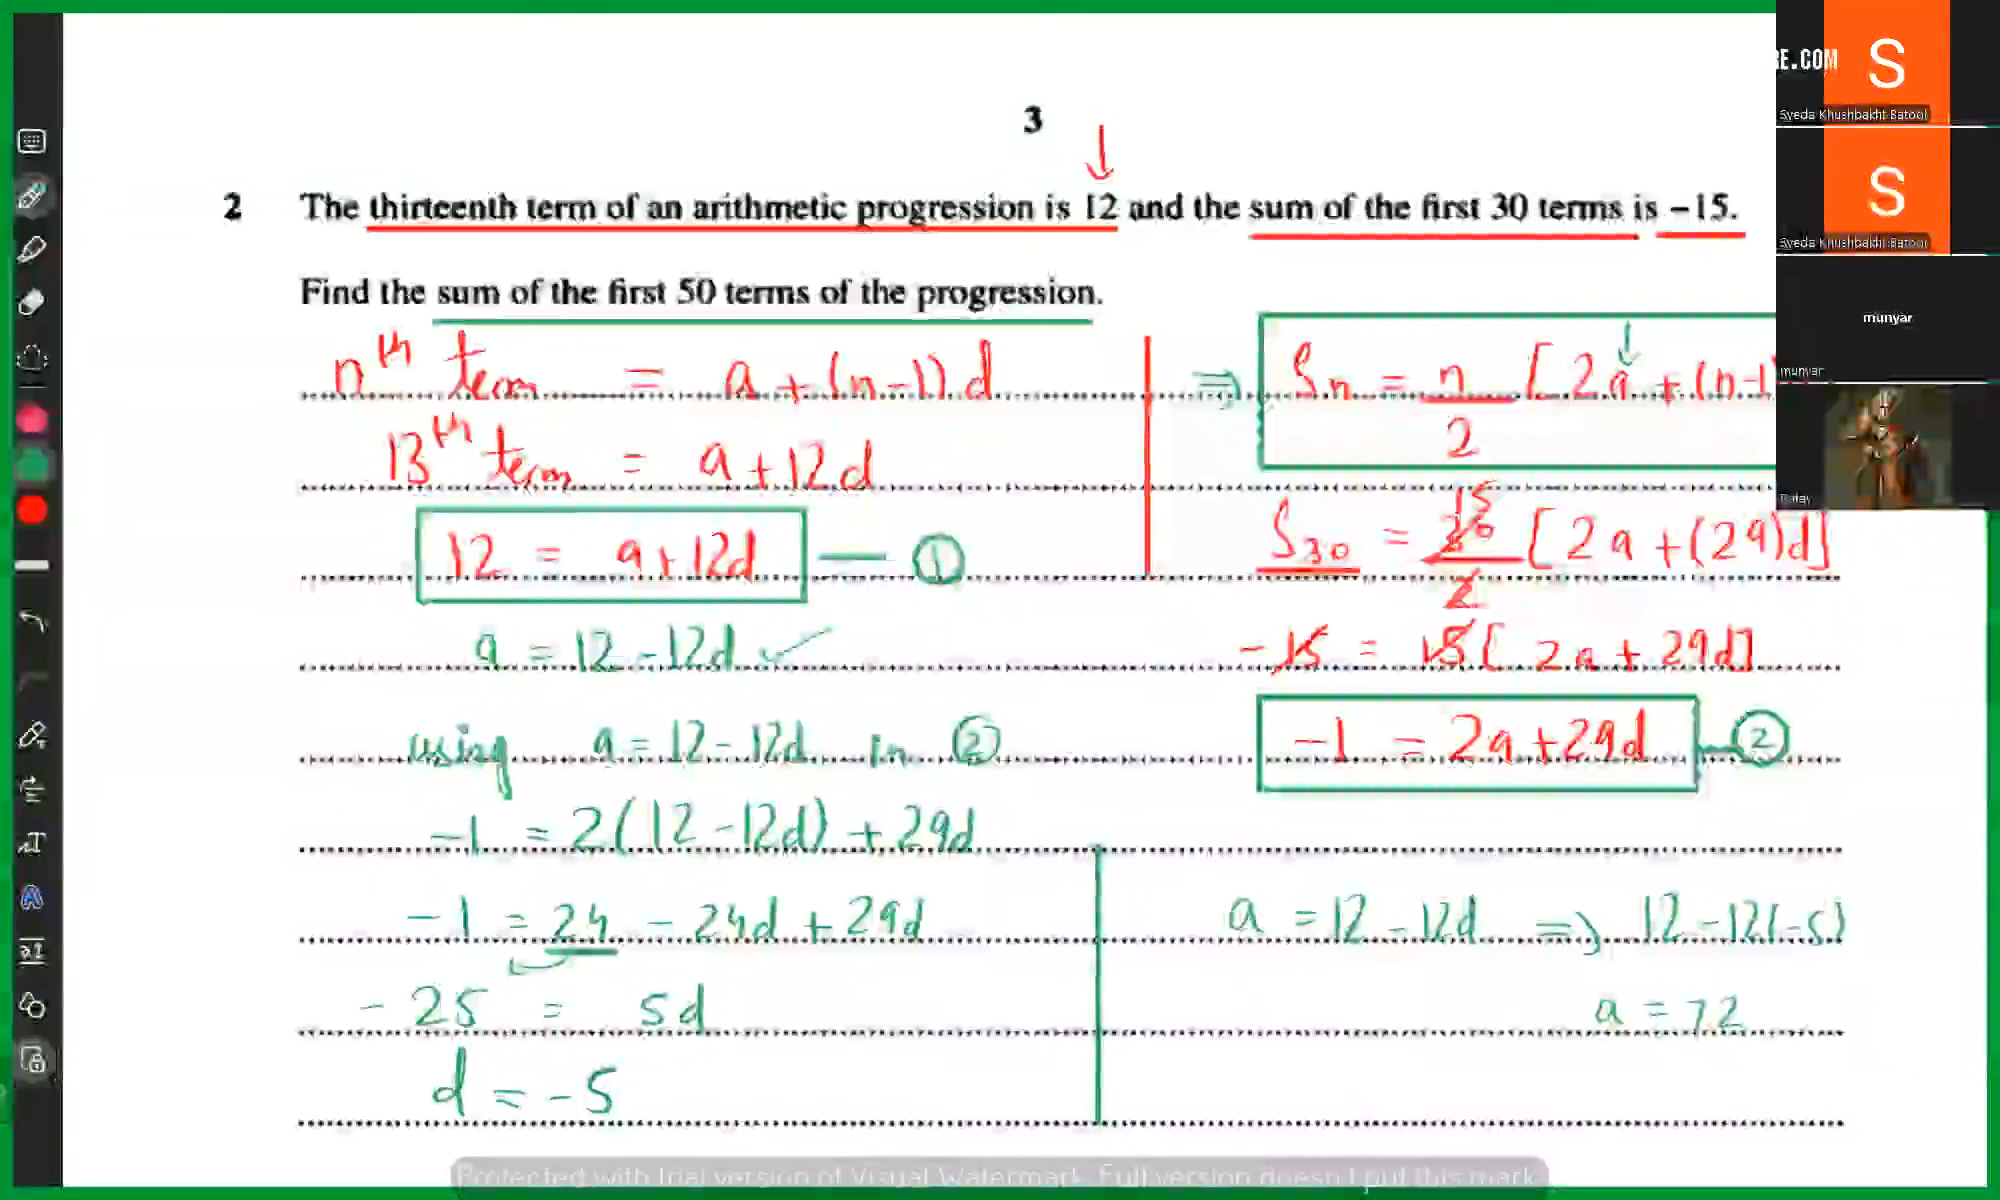 RE.COM
S
Syeda Khushbakht Batool
3
S
Syeda Khushbakht Batool
2 The thirteenth term of an arithmetic progression is 12 and the sum of the first 30 terms is −15.
Find the sum of the first 50 terms of the progression.
munyar
munyar
nth term = a + (n-1)d
⇒ Sn = n/2 [2a + (n-1)
13th term = a+12d
S30 = 15 30/2 [2a + (29)d]
12 = a+12d — ①
a = 12 - 12d ✓
-15 = 15[2a + 29d]
using a = 12 - 12d in ②
-1 = 2a+29d — ②
-1 = 2(12 - 12d) + 29d
-1 = 24 - 24d + 29d
a = 12 - 12d ⇒ 12 - 12(-5)
-25 = 5d
a = 72
d = -5
Protected with trial version of Visual Watermark. Full version doesn't put this mark.